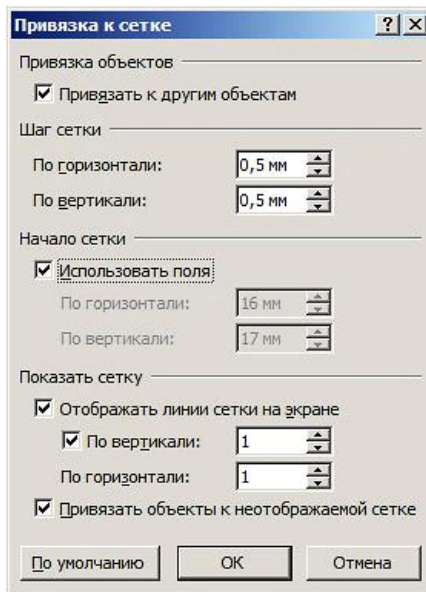 Привязка к сетке
Привязка объектов
Привязать к другим объектам
Шаг сетки
По горизонтали: 0,5 мм
По вертикали: 0,5 мм
Начало сетки
Использовать поля
По горизонтали: 16 мм
По вертикали: 17 мм
Показать сетку
Отображать линии сетки на экране
По вертикали: 1
По горизонтали: 1
Привязать объекты к неотображаемой сетке
По умолчанию ОК Отмена